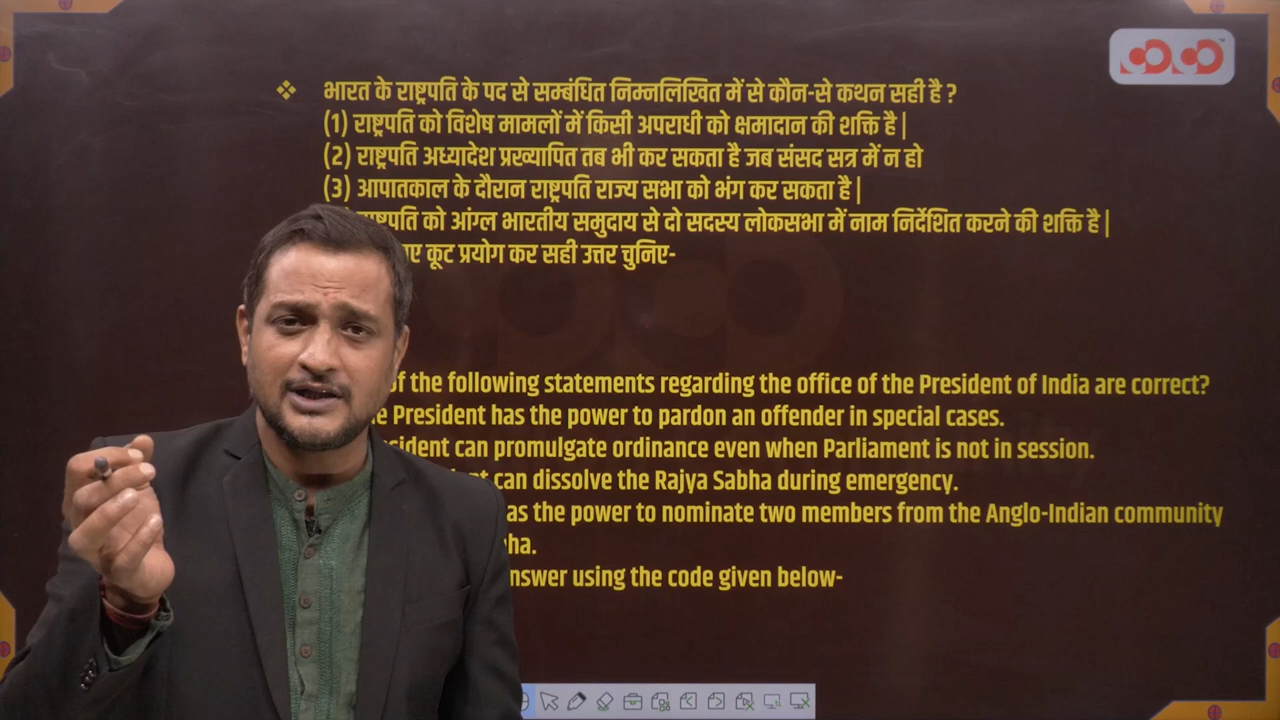 भारत के राष्ट्रपति के पद से सम्बंधित निम्नलिखित में से कौन-से कथन सही है ?
(1) राष्ट्रपति को विशेष मामलों में किसी अपराधी को क्षमादान की शक्ति है |
(2) राष्ट्रपति अध्यादेश प्रख्यापित तब भी कर सकता है जब संसद सत्र में न हो
(3) आपातकाल के दौरान राष्ट्रपति राज्य सभा को भंग कर सकता है |
को आंग्ल भारतीय समुदाय से दो सदस्य लोकसभा में नाम निर्देशित करने की शक्ति है |
कूट प्रयोग कर सही उत्तर चुनिए-
of the following statements regarding the office of the President of India are correct?
President has the power to pardon an offender in special cases.
can promulgate ordinance even when Parliament is not in session.
can dissolve the Rajya Sabha during emergency.
the power to nominate two members from the Anglo-Indian community
using the code given below-